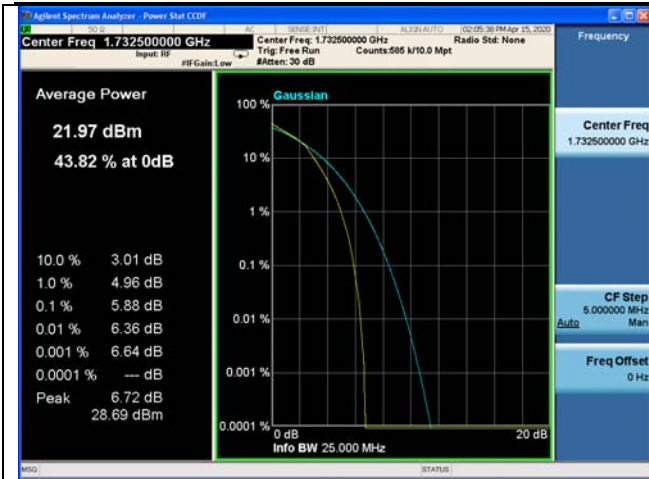 Agilent Spectrum Analyzer - Power Stat CCDF
50 Ω AC SENSE:INT ALIGN AUTO 02:05:38 PM Apr 15, 2020
Center Freq 1.732500000 GHz
Input: RF
#IFGain:Low
Center Freq: 1.732500000 GHz
Trig: Free Run Counts:585 k/10.0 Mpt
#Atten: 30 dB
Radio Std: None
Frequency
Average Power
21.97 dBm
43.82 % at 0dB
10.0 % 3.01 dB
1.0 % 4.96 dB
0.1 % 5.88 dB
0.01 % 6.36 dB
0.001 % 6.64 dB
0.0001 % --- dB
Peak 6.72 dB
28.69 dBm
Gaussian
100 %
10 %
1 %
0.1 %
0.01 %
0.001 %
0.0001 %
0 dB 20 dB
Info BW 25.000 MHz
Center Freq
1.732500000 GHz
CF Step
5.000000 MHz
Auto Man
Freq Offset
0 Hz
MSG STATUS